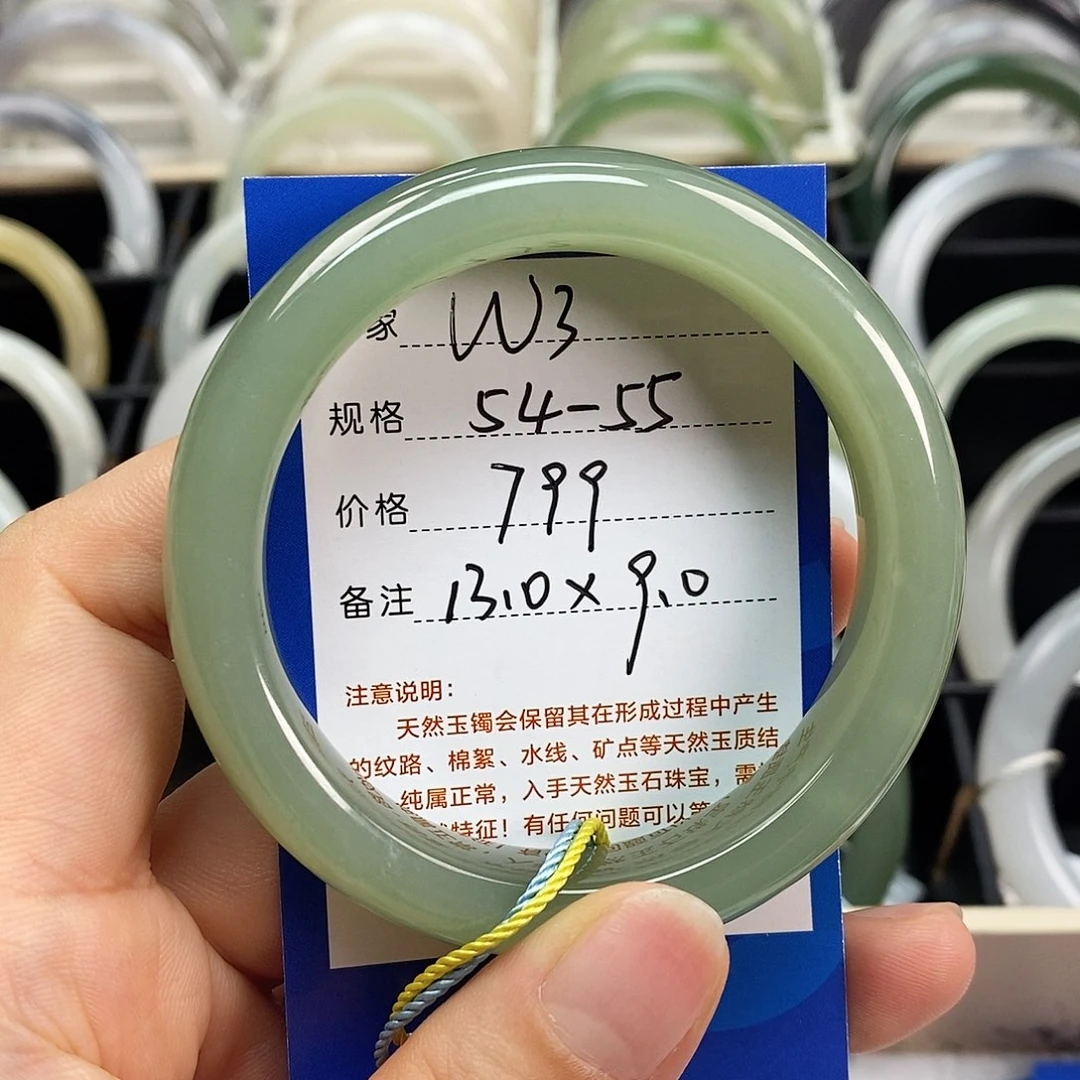 家 W3
规格 54-55
价格 799
备注 13.0×9.0
注意说明：
天然玉镯会保留其在形成过程中产生
的纹路、棉絮、水线、矿点等天然玉质结
纯属正常，入手天然玉石珠宝，需
特征！有任何问题可以